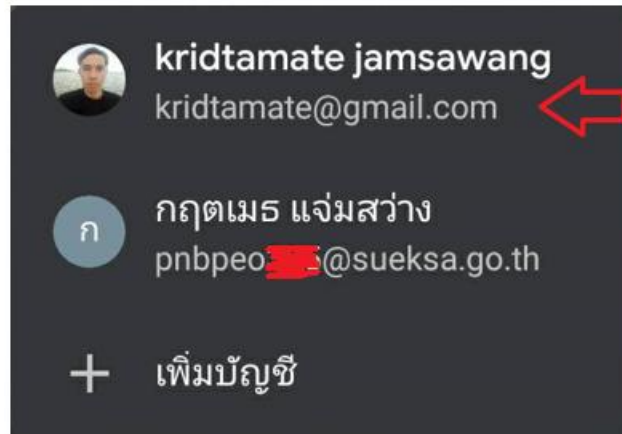 kridtamate jamsawang
kridtamate@gmail.com
ก
กฤตเมธ แจ่มสว่าง
pnbpeo @sueksa.go.th
เพิ่มบัญชี